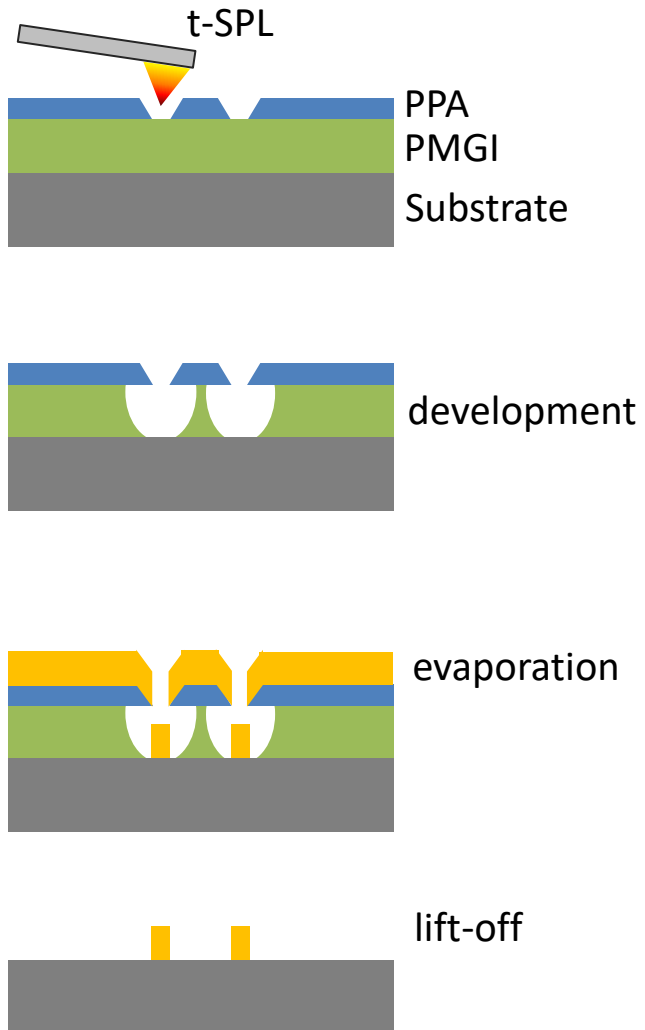 t-SPL
PPA
PMGI
Substrate
development
evaporation
lift-off